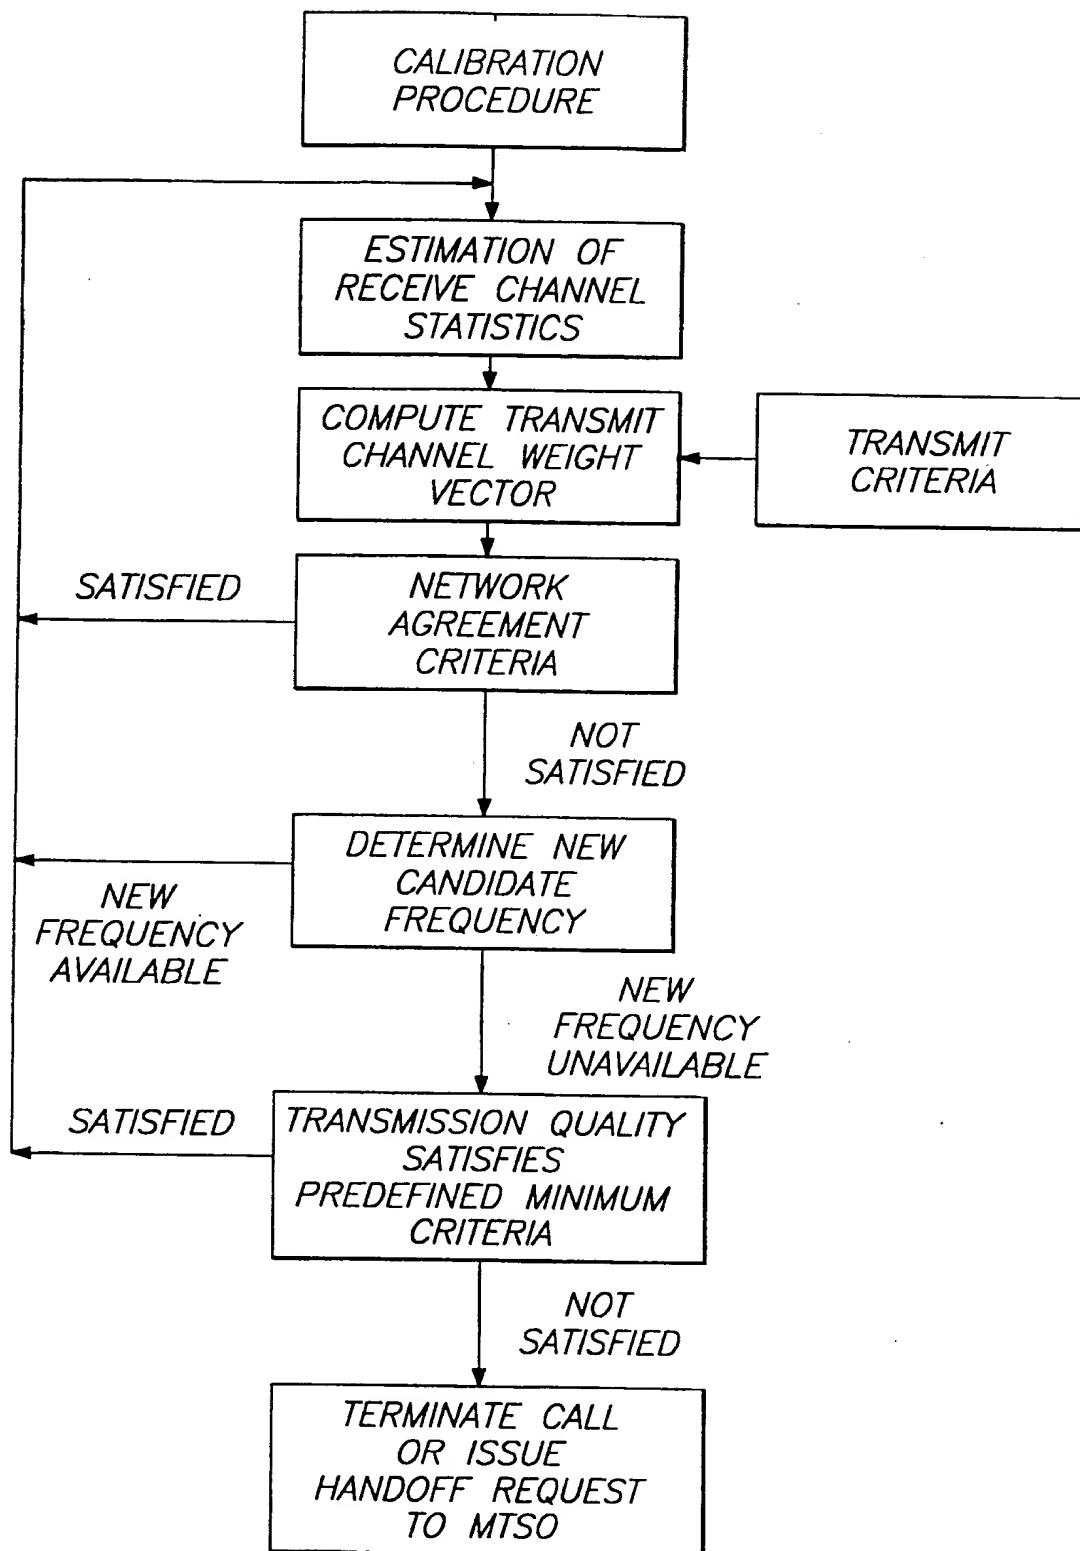 CALIBRATION
PROCEDURE
ESTIMATION OF
RECEIVE CHANNEL
STATISTICS
COMPUTE TRANSMIT
CHANNEL WEIGHT
VECTOR
TRANSMIT
CRITERIA
SATISFIED
NETWORK
AGREEMENT
CRITERIA
NOT
SATISFIED
DETERMINE NEW
CANDIDATE
FREQUENCY
NEW
FREQUENCY
AVAILABLE
NEW
FREQUENCY
UNAVAILABLE
SATISFIED
TRANSMISSION QUALITY
SATISFIES
PREDEFINED MINIMUM
CRITERIA
NOT
SATISFIED
TERMINATE CALL
OR ISSUE
HANDOFF REQUEST
TO MTSO